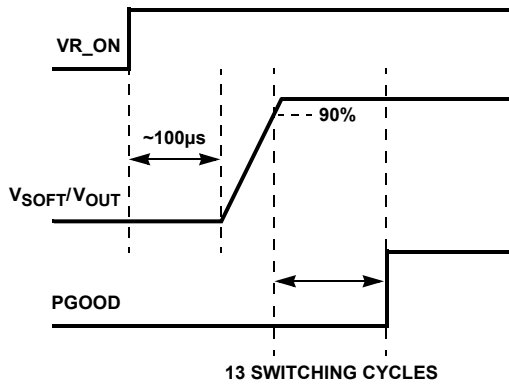 VR_ON
~100µs
90%
VSOFT/VOUT
PGOOD
13 SWITCHING CYCLES